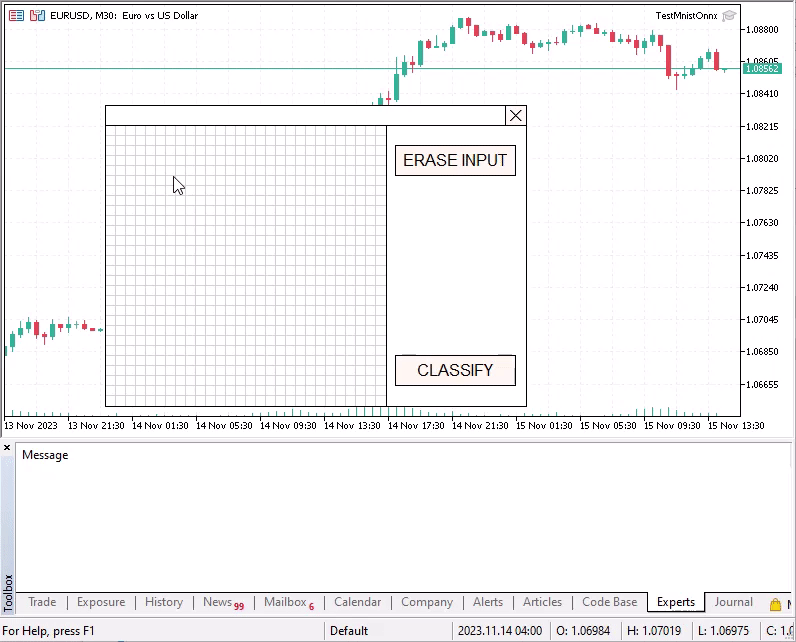 EURUSD, M30: Euro vs US Dollar
TestMnistOnnx
1.08800
1.08605
1.08562
1.08410
1.08215
1.08020
1.07825
1.07630
1.07435
1.07240
1.07045
1.06850
1.06655
ERASE INPUT
CLASSIFY
13 Nov 2023 13 Nov 21:30 14 Nov 01:30 14 Nov 05:30 14 Nov 09:30 14 Nov 13:30 14 Nov 17:30 14 Nov 21:30 15 Nov 01:30 15 Nov 05:30 15 Nov 09:30 15 Nov 13:30
Message
Toolbox
Trade Exposure History News 99 Mailbox 6 Calendar Company Alerts Articles Code Base Experts Journal
For Help, press F1 Default 2023.11.14 04:00 O: 1.06984 H: 1.07019 L: 1.06975 C: 1.0